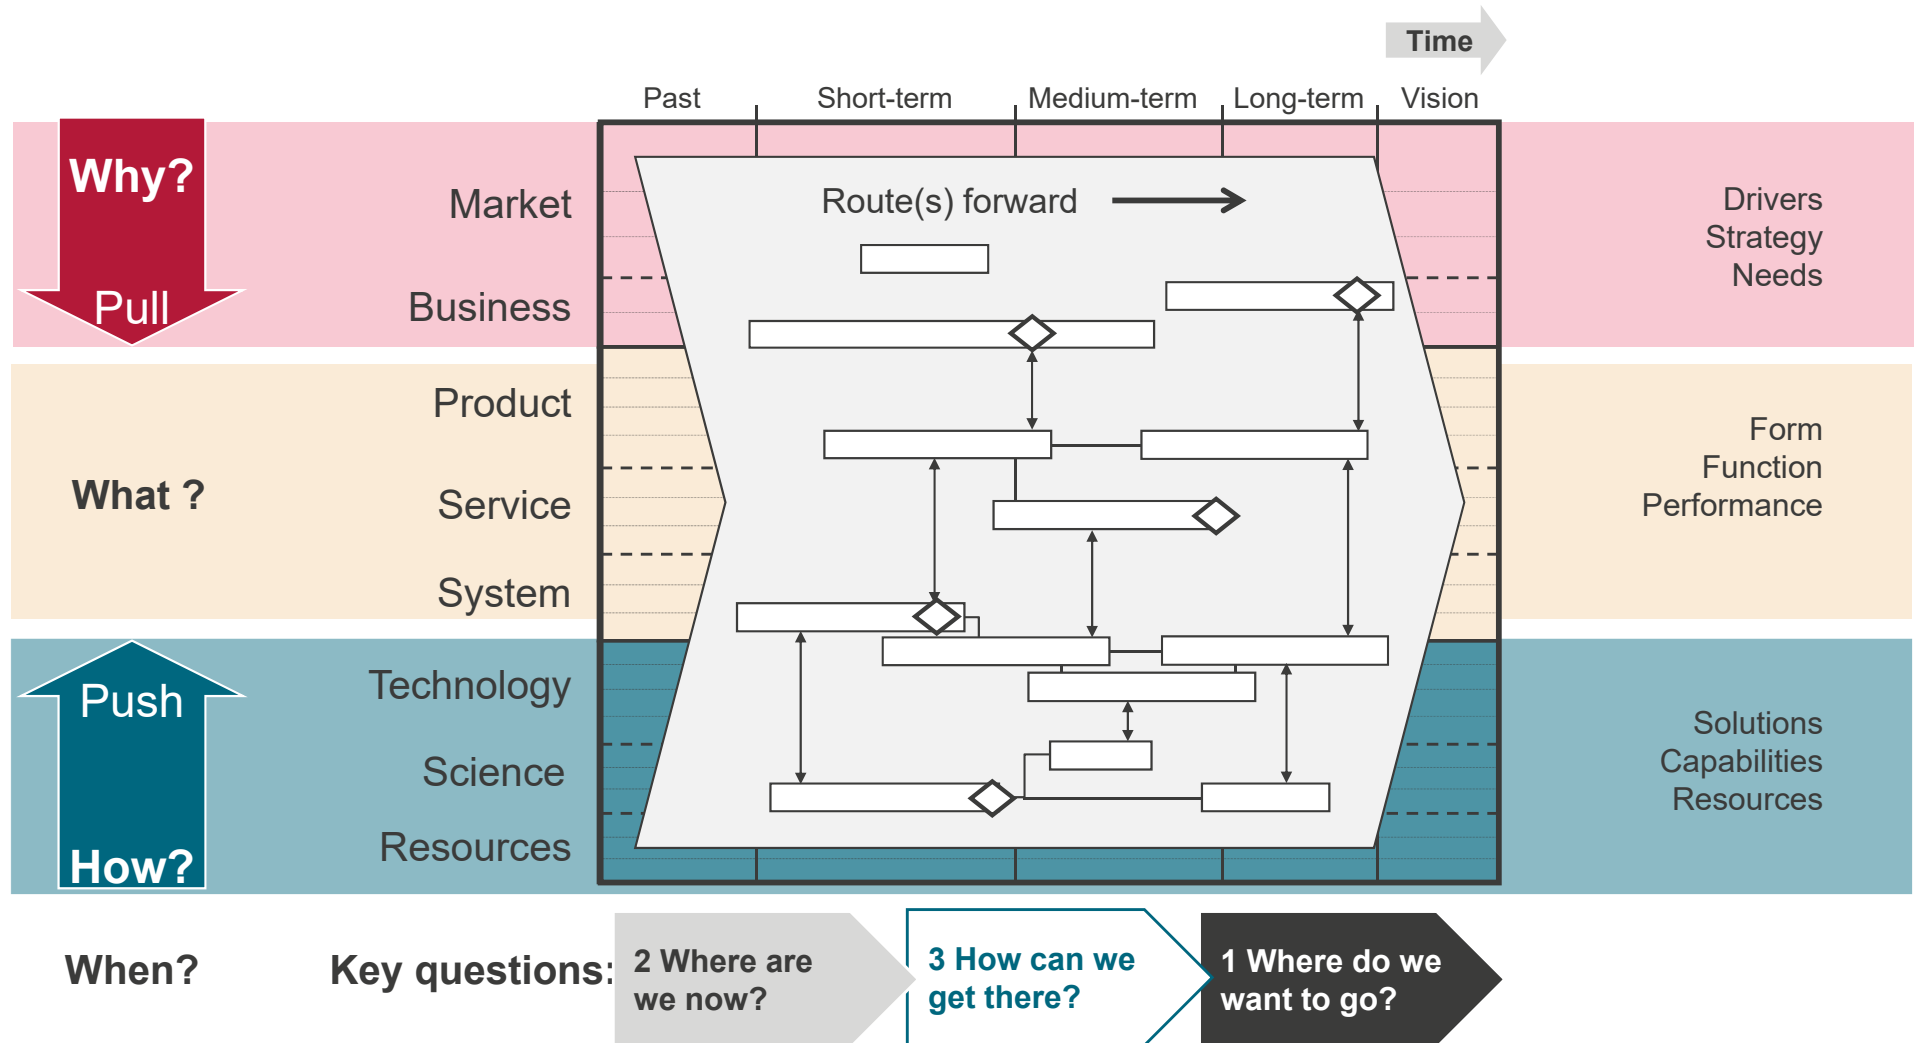 Time
Past
Short-term
Medium-term
Long-term
Vision
Why?
Pull
Market
Business
Route(s) forward
Drivers
Strategy
Needs
What ?
Product
Service
System
Form
Function
Performance
Push
How?
Technology
Science
Resources
Solutions
Capabilities
Resources
When?
Key questions:
2 Where are
we now?
3 How can we
get there?
1 Where do we
want to go?